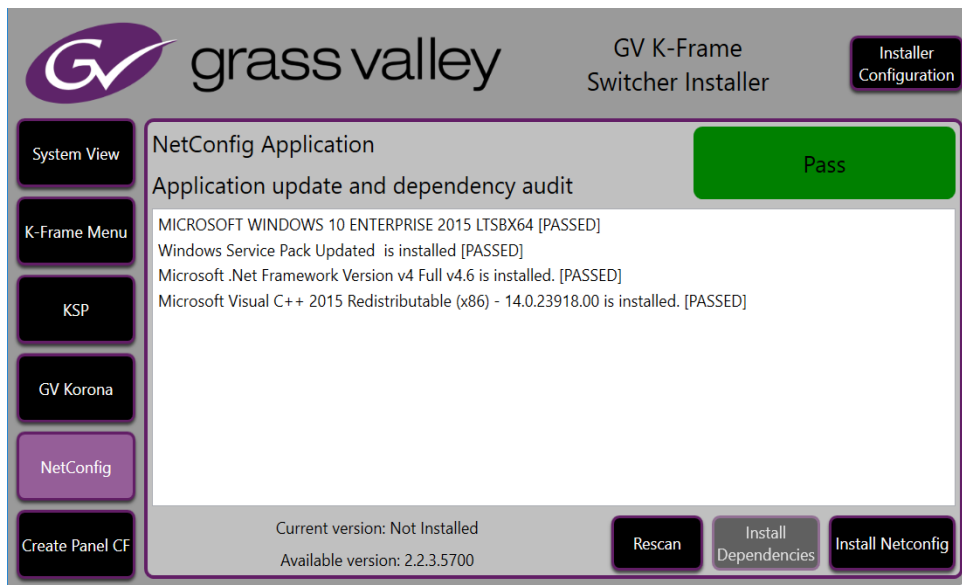 GV grass valley
GV K-Frame
Switcher Installer
Installer
Configuration
System View
K-Frame Menu
KSP
GV Korona
NetConfig
Create Panel CF
NetConfig Application
Application update and dependency audit
Pass
MICROSOFT WINDOWS 10 ENTERPRISE 2015 LTSBX64 [PASSED]
Windows Service Pack Updated  is installed [PASSED]
Microsoft .Net Framework Version v4 Full v4.6 is installed. [PASSED]
Microsoft Visual C++ 2015 Redistributable (x86) - 14.0.23918.00 is installed. [PASSED]
Current version: Not Installed
Available version: 2.2.3.5700
Rescan
Install
Dependencies
Install Netconfig